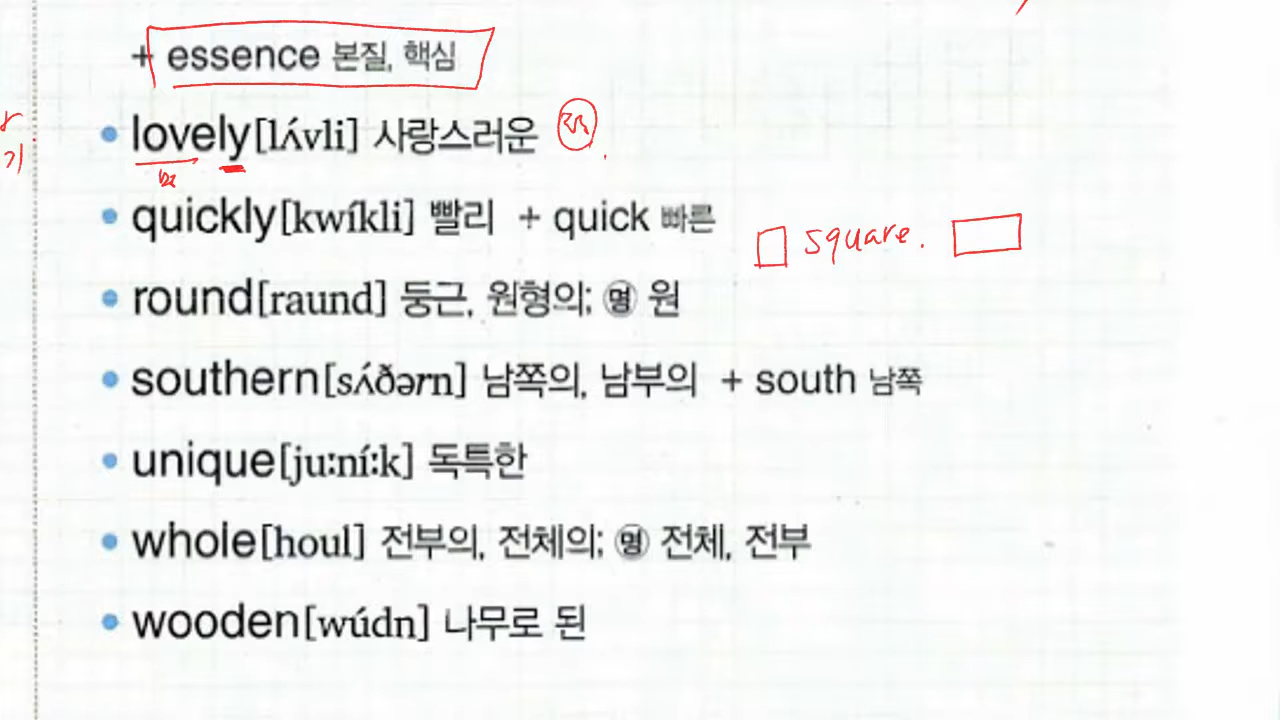 + essence 본질, 핵심
lovely[lʌ́vli] 사랑스러운
quickly[kwíkli] 빨리 + quick 빠른
square.
round[raund] 둥근, 원형의; 명 원
southern[sʌ́ðərn] 남쪽의, 남부의 + south 남쪽
unique[juːníːk] 독특한
whole[houl] 전부의, 전체의; 명 전체, 전부
wooden[wúdn] 나무로 된